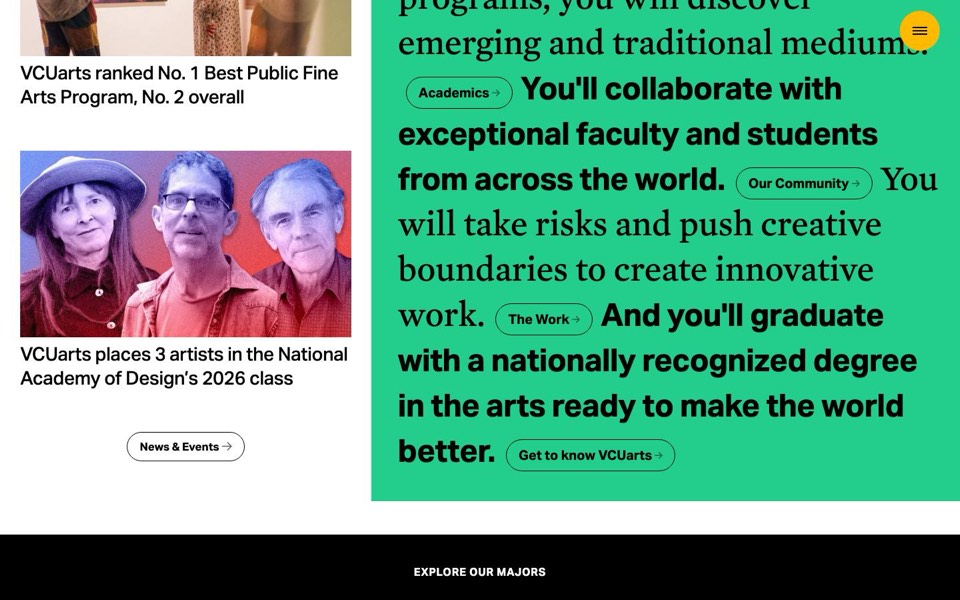 VCUarts ranked No. 1 Best Public Fine
Arts Program, No. 2 overall
VCUarts places 3 artists in the National
Academy of Design’s 2026 class
News & Events →
programs, you will discover
emerging and traditional mediums.
Academics → You'll collaborate with
exceptional faculty and students
from across the world. Our Community → You
will take risks and push creative
boundaries to create innovative
work. The Work → And you'll graduate
with a nationally recognized degree
in the arts ready to make the world
better. Get to know VCUarts →
EXPLORE OUR MAJORS